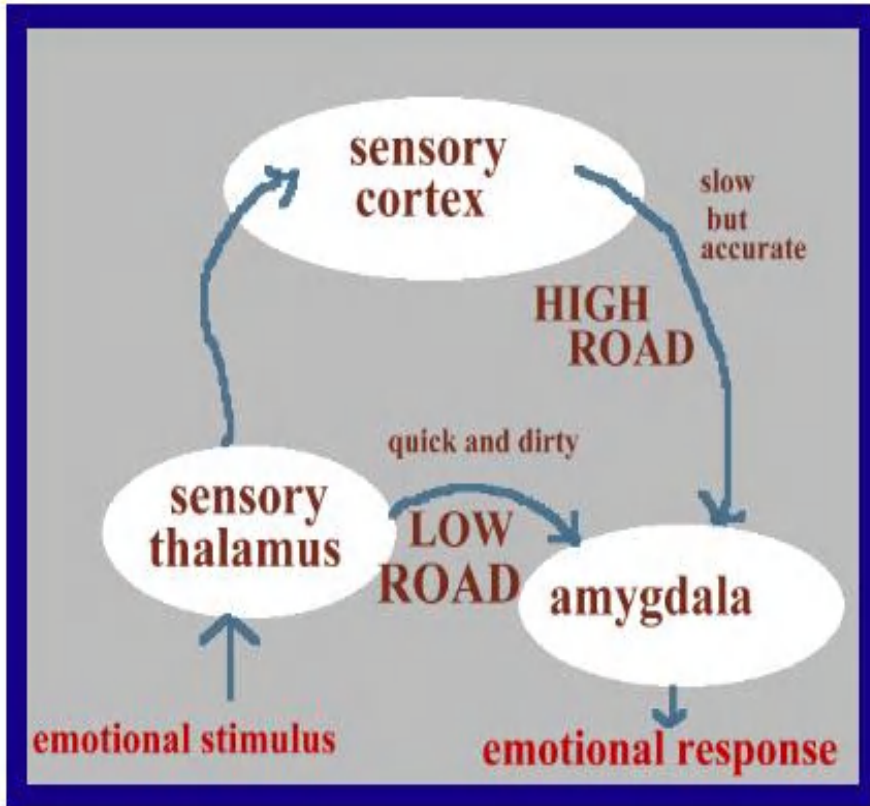 sensory
cortex
slow
but
accurate
HIGH
ROAD
quick and dirty
sensory
thalamus
LOW
ROAD
amygdala
emotional stimulus
emotional response